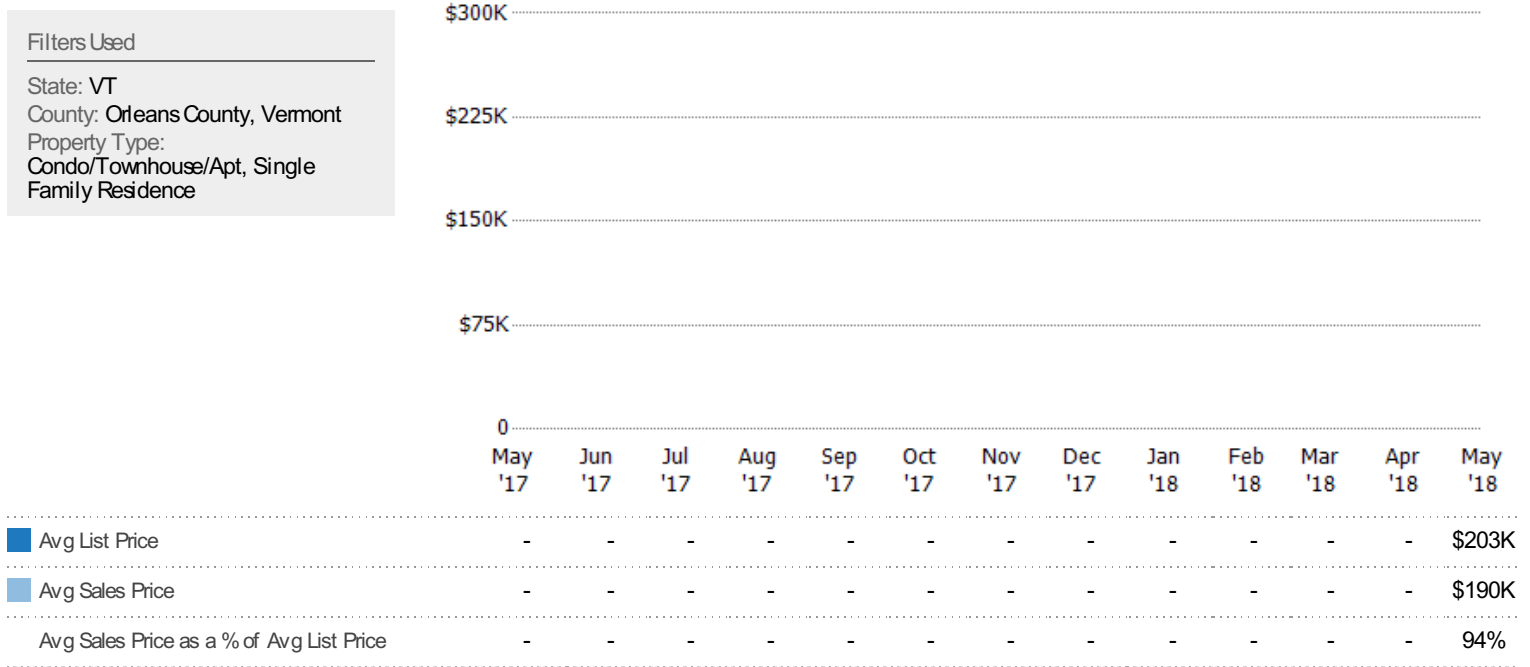 Filters Used
State: VT
County: Orleans County, Vermont
Property Type:
Condo/Townhouse/Apt, Single
Family Residence
$300K
$225K
$150K
$75K
0
May Jun Jul Aug Sep Oct Nov Dec Jan Feb Mar Apr May
'17 '17 '17 '17 '17 '17 '17 '17 '18 '18 '18 '18 '18
Avg List Price - - - - - - - - - - - - $203K
Avg Sales Price - - - - - - - - - - - - $190K
Avg Sales Price as a % of Avg List Price - - - - - - - - - - - - 94%